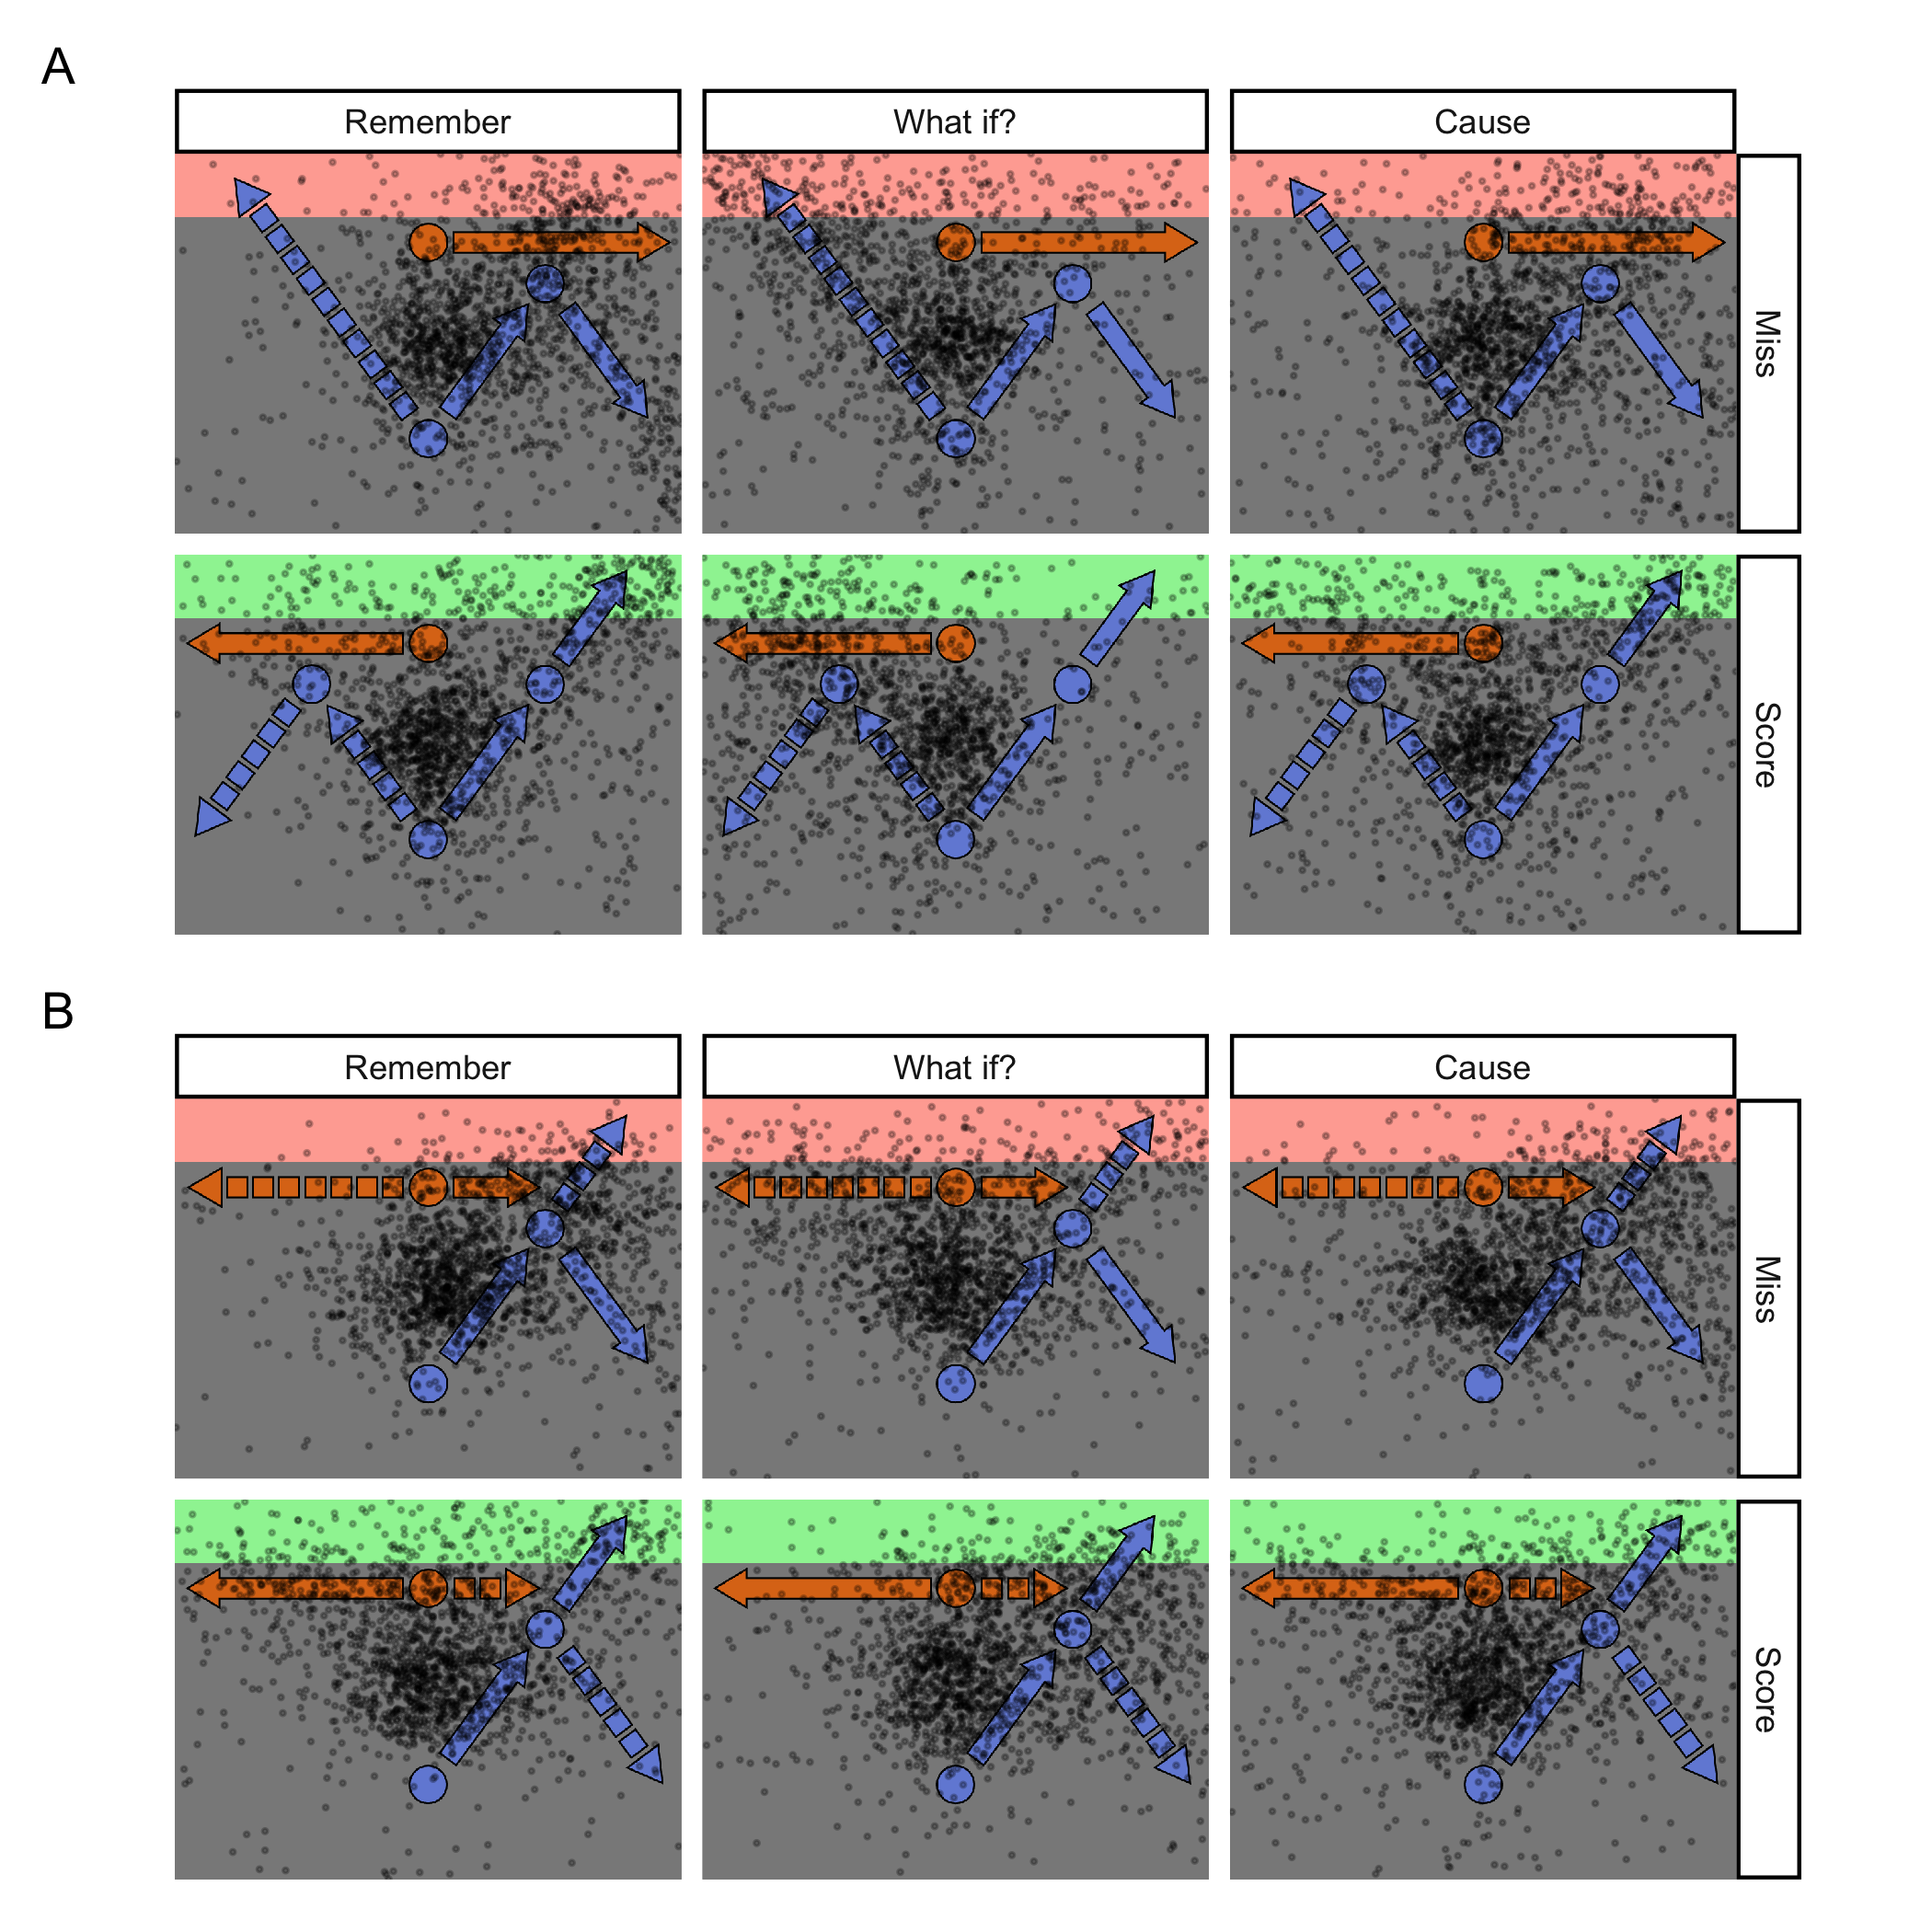 A
Remember
What if?
Cause
Miss
Score
B
Remember
What if?
Cause
Miss
Score